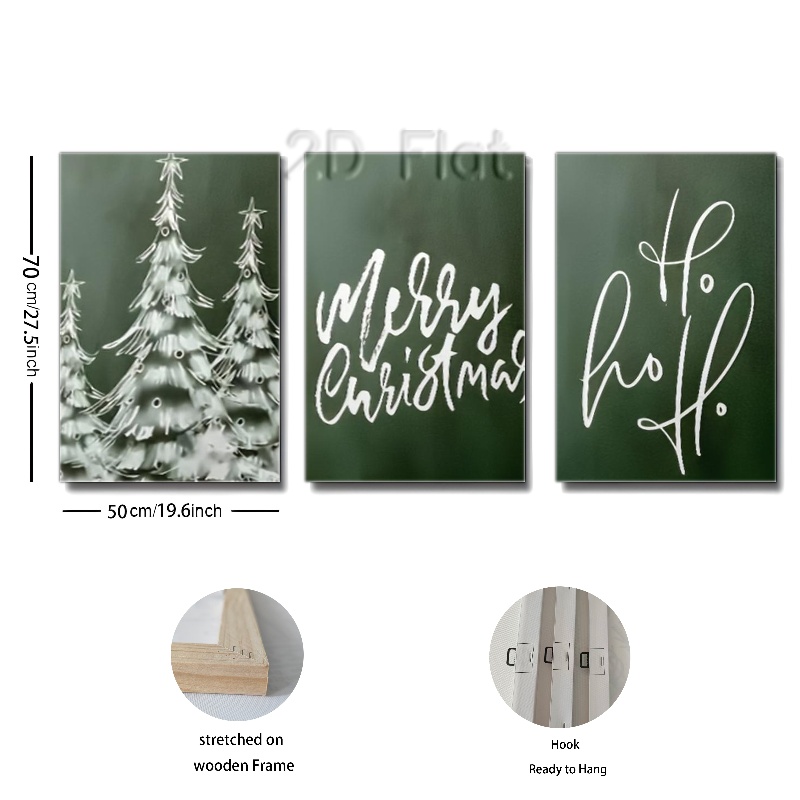 2D Flat
Merry
Christmas
Ho
ho Ho
70 cm/27.5inch
50cm/19.6inch
stretched on
wooden Frame
Hook
Ready to Hang